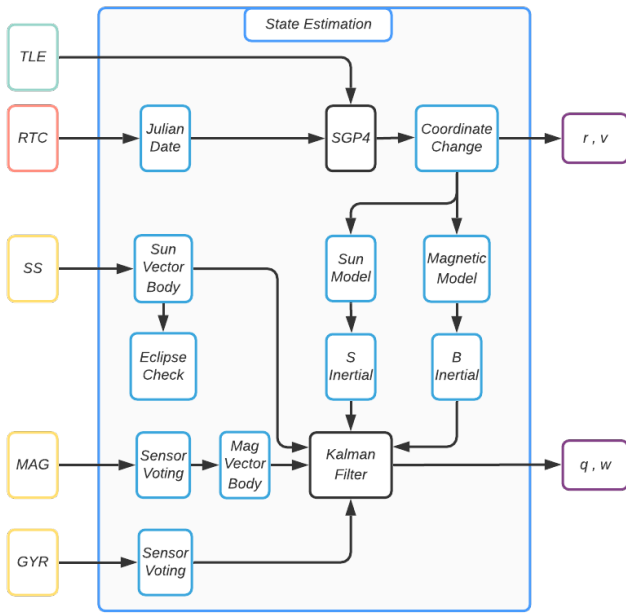 State Estimation
TLE
RTC
Julian
Date
SGP4
Coordinate
Change
r , v
SS
Sun
Vector
Body
Sun
Model
Magnetic
Model
Eclipse
Check
S
Inertial
B
Inertial
MAG
Sensor
Voting
Mag
Vector
Body
Kalman
Filter
q , w
GYR
Sensor
Voting